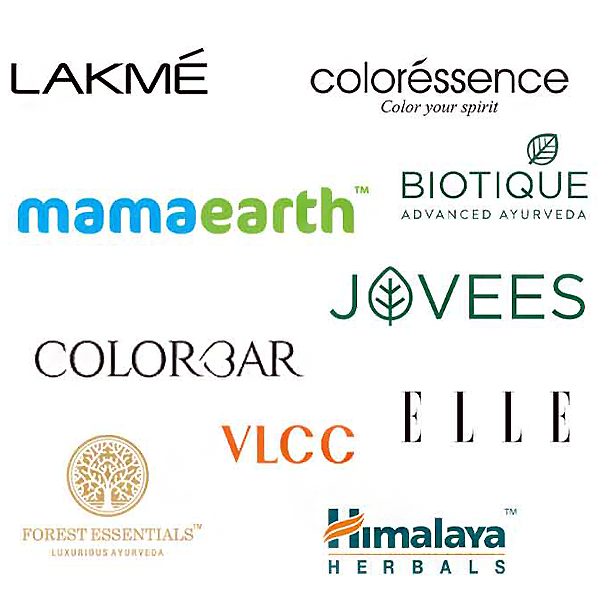 LAKMÉ
coloréssence
Color your spirit
mamaearth™
BIOTIQUE
ADVANCED AYURVEDA
JOVEES
COLORBAR
ELLE
VLCC
FOREST ESSENTIALS™
LUXURIOUS AYURVEDA
Himalaya™
HERBALS